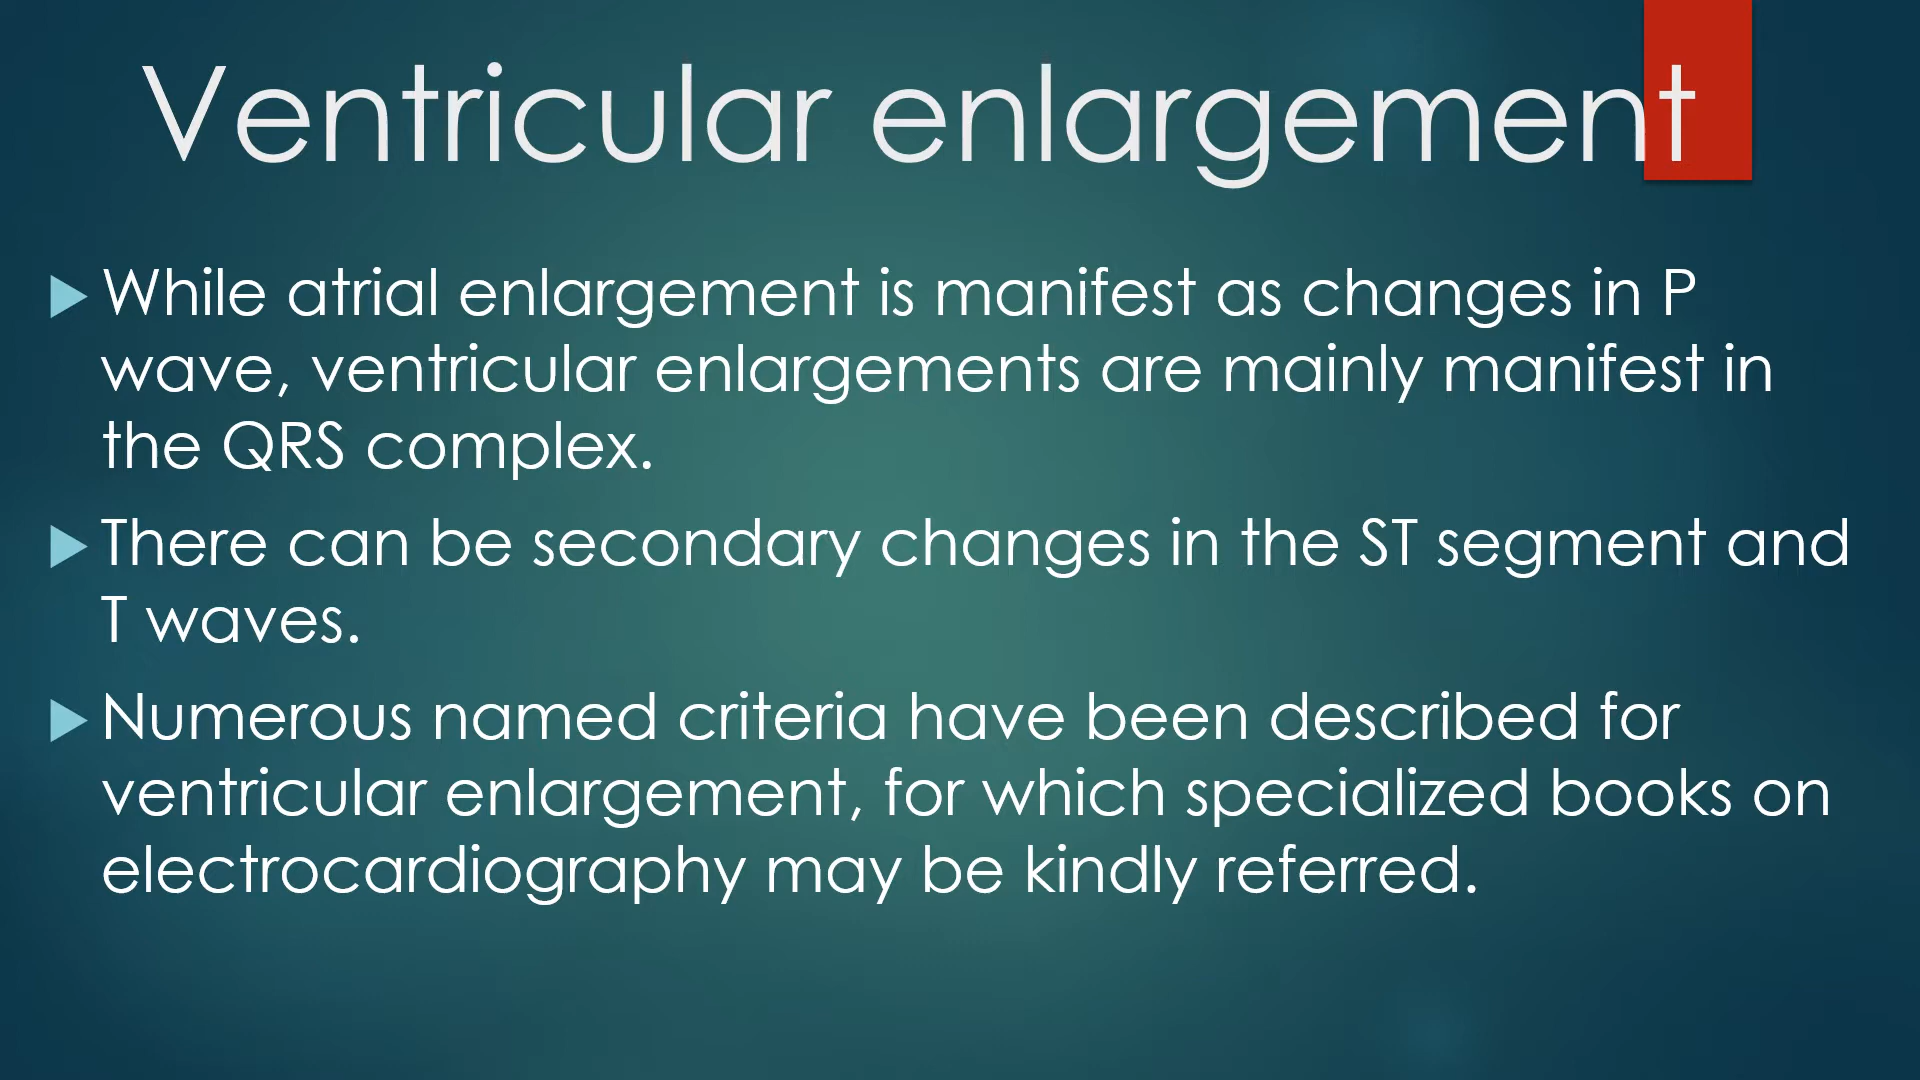 Ventricular enlargement
While atrial enlargement is manifest as changes in P
wave, ventricular enlargements are mainly manifest in
the QRS complex.
There can be secondary changes in the ST segment and
T waves.
Numerous named criteria have been described for
ventricular enlargement, for which specialized books on
electrocardiography may be kindly referred.